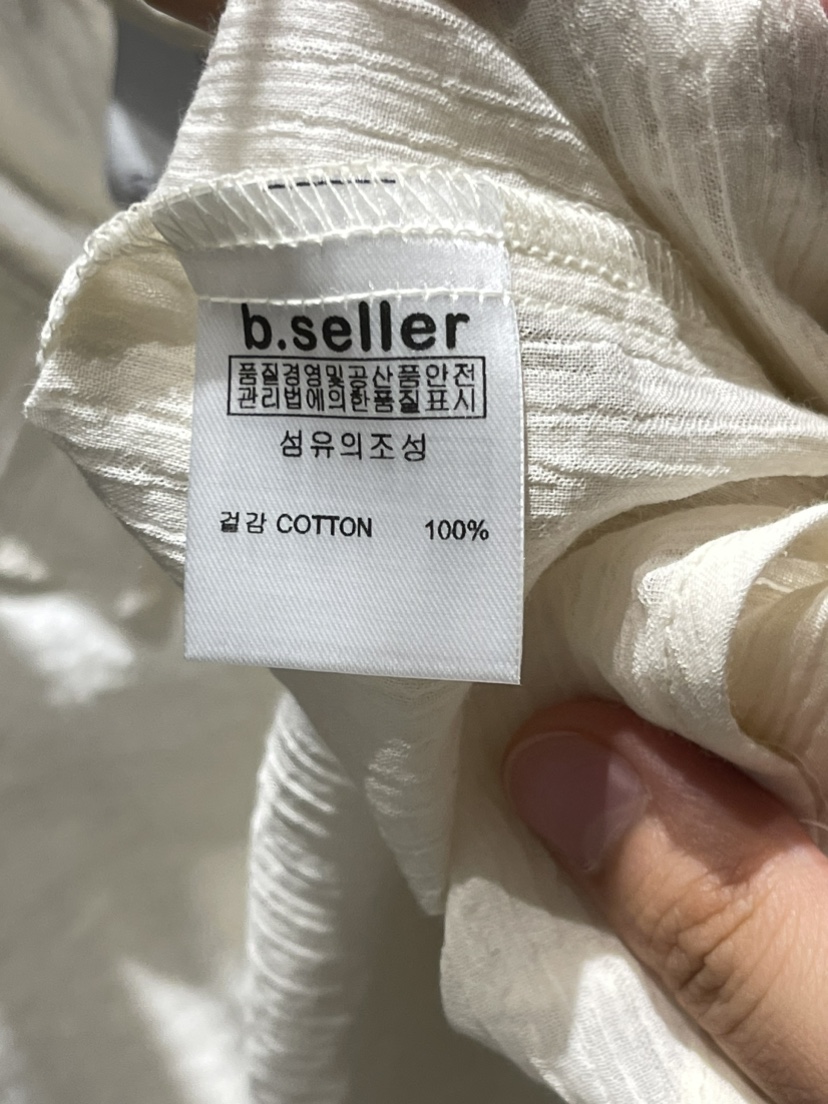 b.seller
품질경영및공산품안전
관리법에의한품질표시
섬유의조성
겉감 COTTON 100%